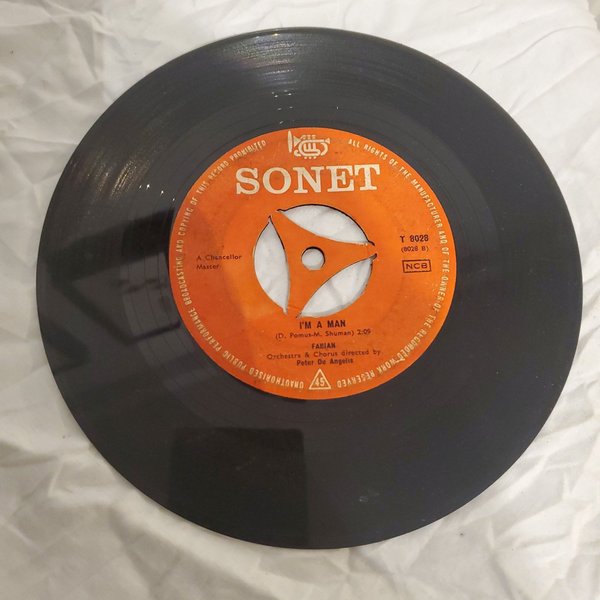 SONET
T 8028
(8028 B)
NCB
A Chancellor
Master
I'M A MAN
(D. Pomus-M. Shuman) 2:05
FABIAN
Orchestra & Chorus directed by
Peter De Angelis
45
UNAUTHORISED PUBLIC PERFORMANCE BROADCASTING AND COPYING OF THIS RECORD PROHIBITED
ALL RIGHTS OF THE MANUFACTURER AND OF THE OWNER OF THE RECORDED WORK RESERVED